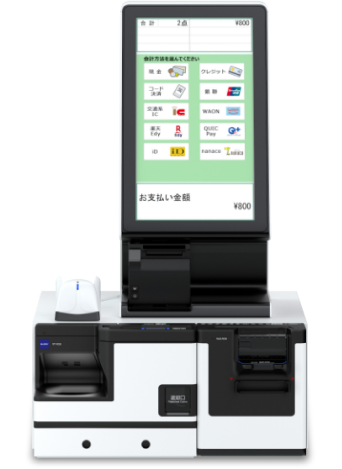 合計 2点 ¥800
会計方法を選んでください
現金 クレジット
コード決済 銀聯
交通系IC WAON
楽天Edy QUICPay
iD iD nanaco
お支払い金額
¥800